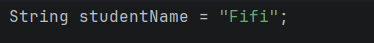 String studentName = "Fifi";